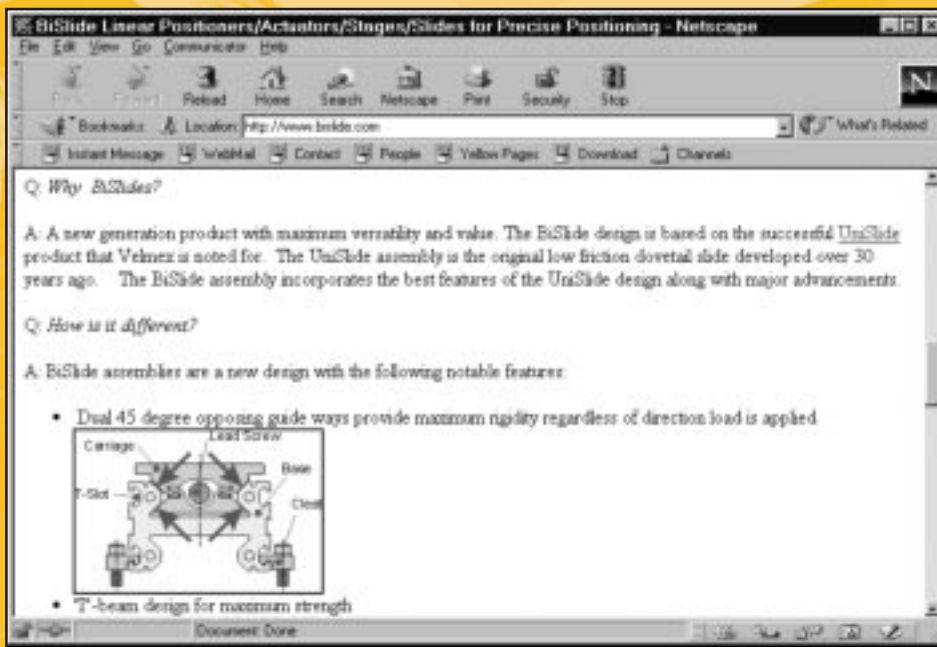 BiSlide Linear Positioners/Actuators/Stages/Slides for Precise Positioning - Netscape
File Edit View Go Communicator Help
Back Forward Reload Home Search Netscape Print Security Stop
N
Bookmarks Location: http://www.bislide.com What's Related
Instant Message WebMail Contact People Yellow Pages Download Channels
Q: Why BiSlides?
A: A new generation product with maximum versatility and value. The BiSlide design is based on the successful UniSlide
product that Velmex is noted for. The UniSlide assembly is the original low friction dovetail slide developed over 30
years ago. The BiSlide assembly incorporates the best features of the UniSlide design along with major advancements.
Q: How is it different?
A: BiSlide assemblies are a new design with the following notable features:
• Dual 45 degree opposing guide ways provide maximum rigidity regardless of direction load is applied
Lead Screw
Carriage
Base
T-Slot
Cleat
• 'I'-beam design for maximum strength
Document: Done